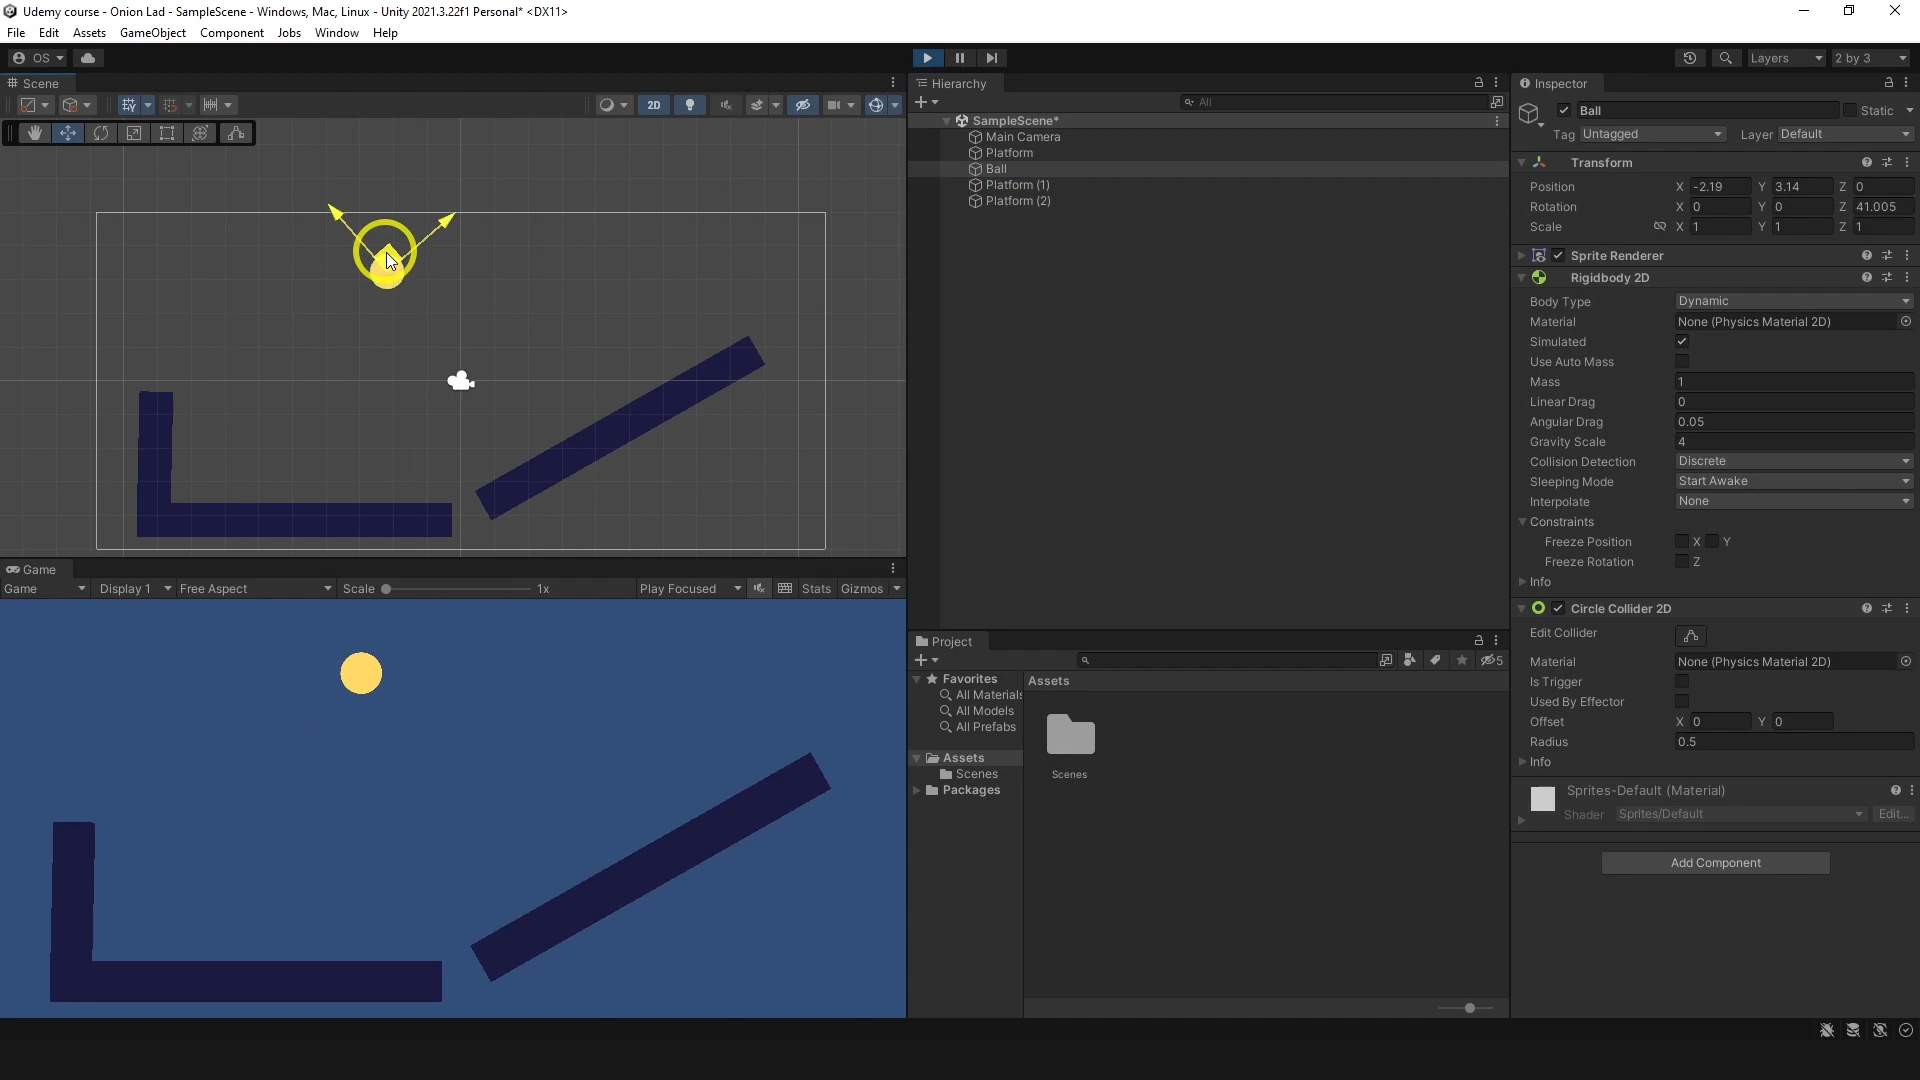 Udemy course - Onion Lad - SampleScene - Windows, Mac, Linux - Unity 2021.3.22f1 Personal* <DX11>
File Edit Assets GameObject Component Jobs Window Help
OS Layers 2 by 3
Scene
2D
Game
Game Display 1 Free Aspect Scale 1x Play Focused Stats Gizmos
Hierarchy
All
SampleScene*
Main Camera
Platform
Ball
Platform (1)
Platform (2)
Project
5
Favorites
All Materials
All Models
All Prefabs
Assets
Scenes
Packages
Assets
Scenes
Inspector
Ball Static
Tag Untagged Layer Default
Transform
Position X -2.19 Y 3.14 Z 0
Rotation X 0 Y 0 Z 41.005
Scale X 1 Y 1 Z 1
Sprite Renderer
Rigidbody 2D
Body Type Dynamic
Material None (Physics Material 2D)
Simulated
Use Auto Mass
Mass 1
Linear Drag 0
Angular Drag 0.05
Gravity Scale 4
Collision Detection Discrete
Sleeping Mode Start Awake
Interpolate None
Constraints
Freeze Position X Y
Freeze Rotation Z
Info
Circle Collider 2D
Edit Collider
Material None (Physics Material 2D)
Is Trigger
Used By Effector
Offset X 0 Y 0
Radius 0.5
Info
Sprites-Default (Material)
Shader Sprites/Default Edit...
Add Component